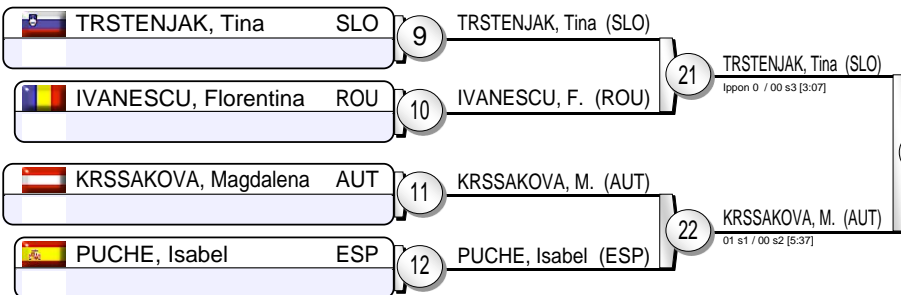 TRSTENJAK, Tina SLO
9
TRSTENJAK, Tina (SLO)
21
TRSTENJAK, Tina (SLO)
Ippon 0 / 00 s3 [3:07]
IVANESCU, Florentina ROU
10
IVANESCU, F. (ROU)
KRSSAKOVA, Magdalena AUT
11
KRSSAKOVA, M. (AUT)
22
KRSSAKOVA, M. (AUT)
01 s1 / 00 s2 [5:37]
PUCHE, Isabel ESP
12
PUCHE, Isabel (ESP)